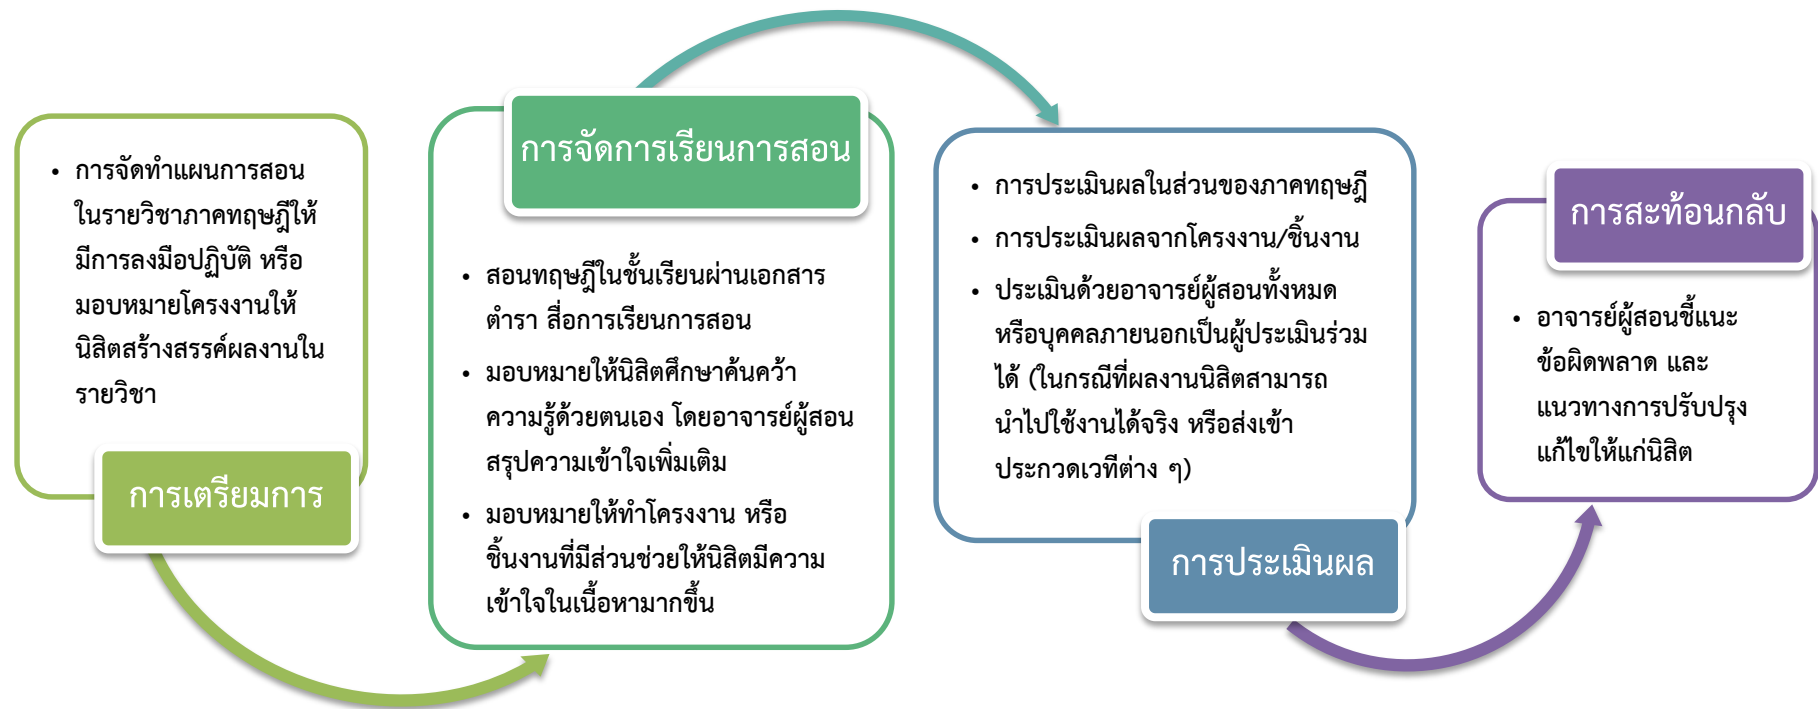 • การจัดทำแผนการสอน
ในรายวิชาภาคทฤษฎีให้
มีการลงมือปฏิบัติ หรือ
มอบหมายโครงงานให้
นิสิตสร้างสรรค์ผลงานใน
รายวิชา
การเตรียมการ
การจัดการเรียนการสอน
• สอนทฤษฎีในชั้นเรียนผ่านเอกสาร
ตำรา สื่อการเรียนการสอน
• มอบหมายให้นิสิตศึกษาค้นคว้า
ความรู้ด้วยตนเอง โดยอาจารย์ผู้สอน
สรุปความเข้าใจเพิ่มเติม
• มอบหมายให้ทำโครงงาน หรือ
ชิ้นงานที่มีส่วนช่วยให้นิสิตมีความ
เข้าใจในเนื้อหามากขึ้น
• การประเมินผลในส่วนของภาคทฤษฎี
• การประเมินผลจากโครงงาน/ชิ้นงาน
• ประเมินด้วยอาจารย์ผู้สอนทั้งหมด
หรือบุคคลภายนอกเป็นผู้ประเมินร่วม
ได้ (ในกรณีที่ผลงานนิสิตสามารถ
นำไปใช้งานได้จริง หรือส่งเข้า
ประกวดเวทีต่าง ๆ)
การประเมินผล
การสะท้อนกลับ
• อาจารย์ผู้สอนชี้แนะ
ข้อผิดพลาด และ
แนวทางการปรับปรุง
แก้ไขให้แก่นิสิต